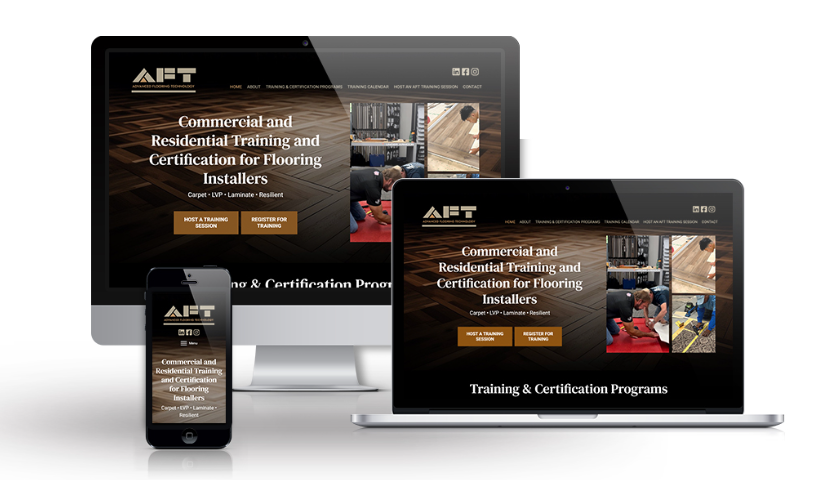 AFT
ADVANCED FLOORING TECHNOLOGY
HOME ABOUT TRAINING & CERTIFICATION PROGRAMS TRAINING CALENDAR HOST AN AFT TRAINING SESSION CONTACT
Commercial and
Residential Training and
Certification for Flooring
Installers
Carpet • LVP • Laminate • Resilient
HOST A TRAINING
SESSION
REGISTER FOR
TRAINING
ng & Certification Progr
AFT
ADVANCED FLOORING TECHNOLOGY
HOME ABOUT TRAINING & CERTIFICATION PROGRAMS TRAINING CALENDAR HOST AN AFT TRAINING SESSION CONTACT
Commercial and
Residential Training and
Certification for Flooring
Installers
Carpet • LVP • Laminate • Resilient
HOST A TRAINING
SESSION
REGISTER FOR
TRAINING
Training & Certification Programs
AFT
ADVANCED FLOORING TECHNOLOGY
Menu
Commercial and
Residential Training
and Certification
for Flooring
Installers
Carpet • LVP • Laminate •
Resilient